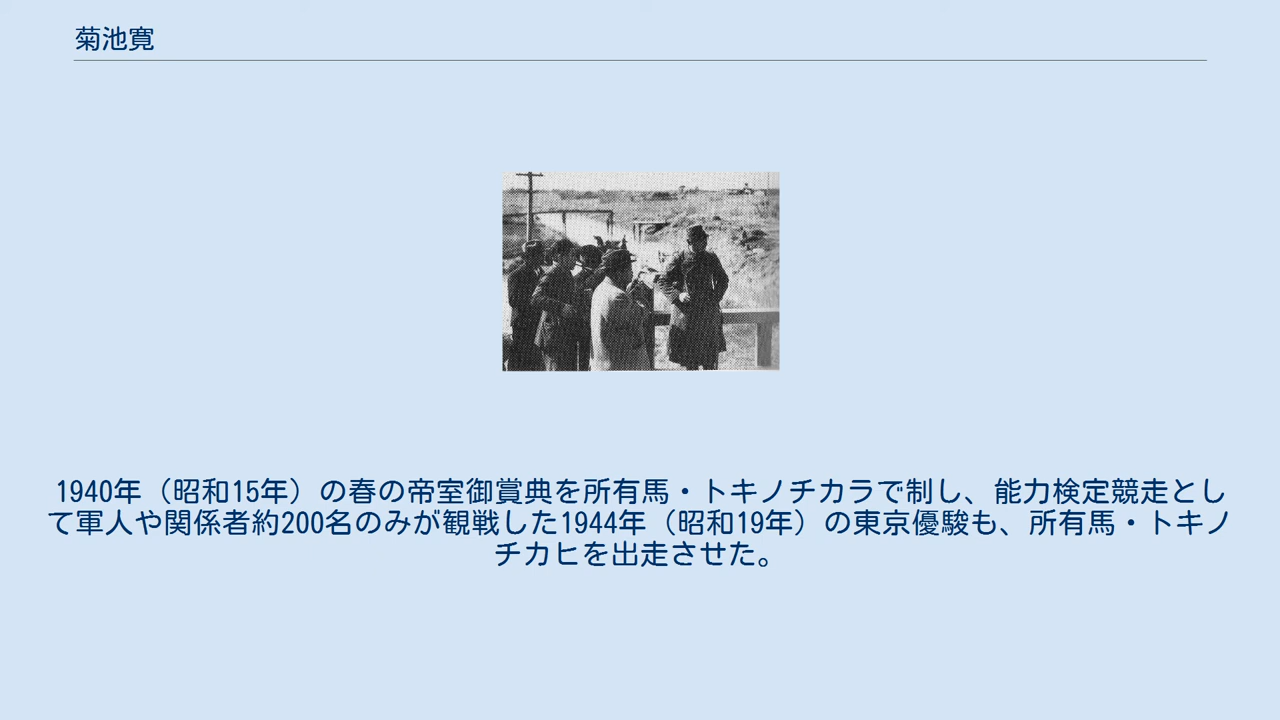 菊池寛
1940年（昭和15年）の春の帝室御賞典を所有馬・トキノチカラで制し、能力検定競走とし
て軍人や関係者約200名のみが観戦した1944年（昭和19年）の東京優駿も、所有馬・トキノ
チカヒを出走させた。